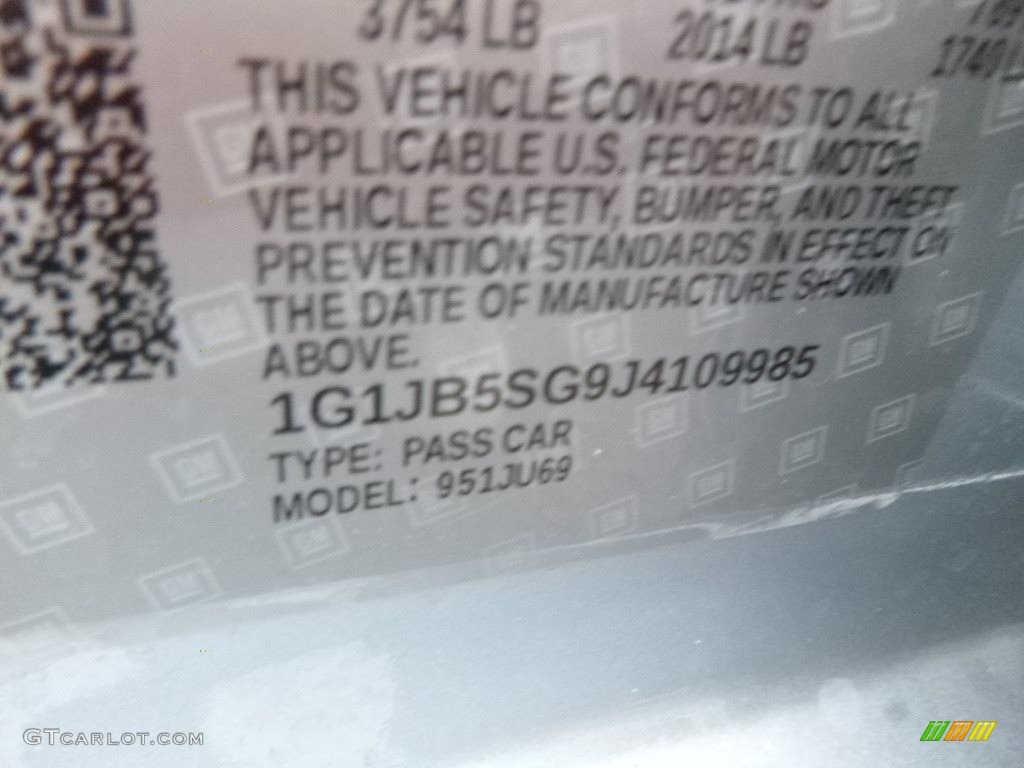 3754 LB
2014 LB
THIS VEHICLE CONFORMS TO ALL
APPLICABLE U.S. FEDERAL MOTOR
VEHICLE SAFETY, BUMPER, AND THEFT
PREVENTION STANDARDS IN EFFECT ON
THE DATE OF MANUFACTURE SHOWN
ABOVE.
1G1JB5SG9J4109985
TYPE: PASS CAR
MODEL: 951JU69
GTCARLOT.COM